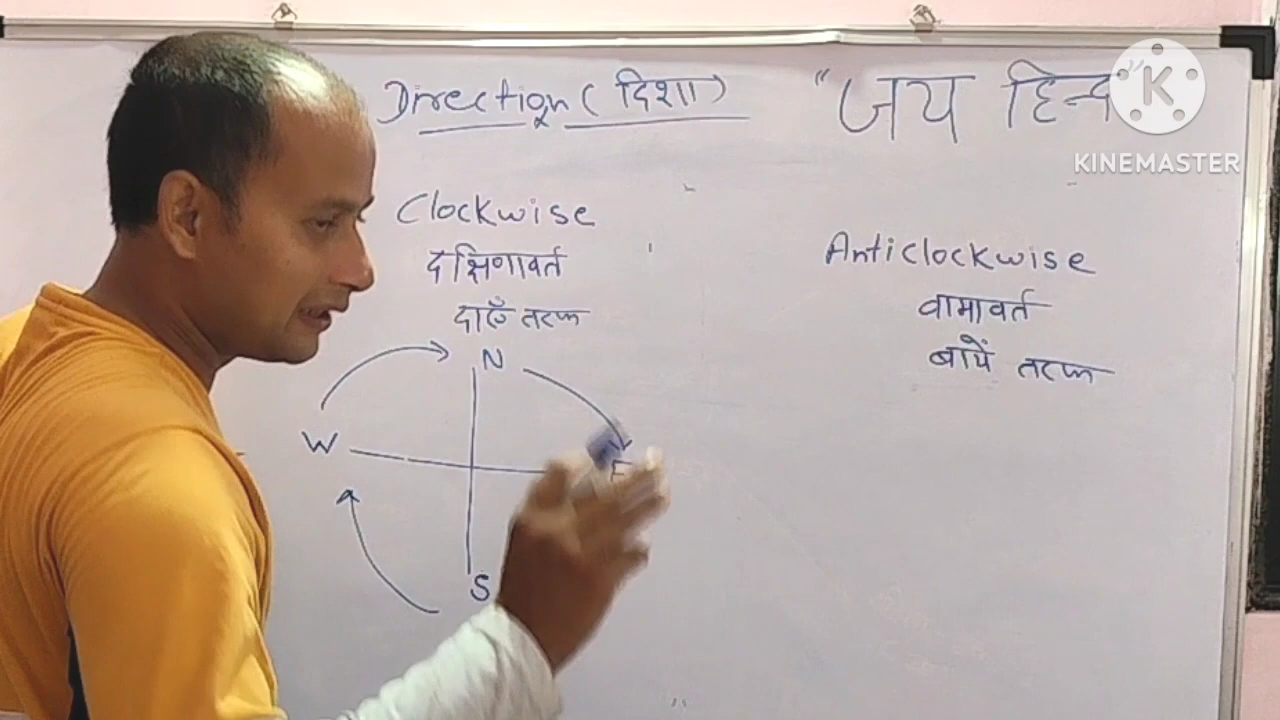 Direction (दिशा)
"जय हिन्द"
KINEMASTER
Clockwise
दक्षिणावर्त
दाएँ तरफ
Anticlockwise
वामावर्त
बायें तरफ
N
W
E
S